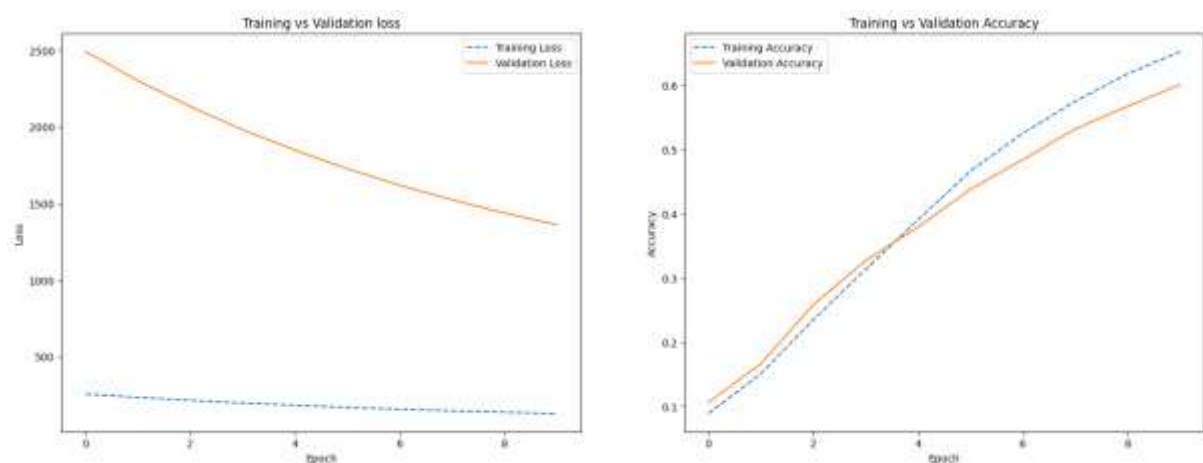 Training vs Validation loss
2500
2000
1500
1000
500
Loss
Training Loss
Validation Loss
0 2 4 6 8
Epoch
Training vs Validation Accuracy
0.6
0.5
0.4
0.3
0.2
0.1
Accuracy
Training Accuracy
Validation Accuracy
0 2 4 6 8
Epoch